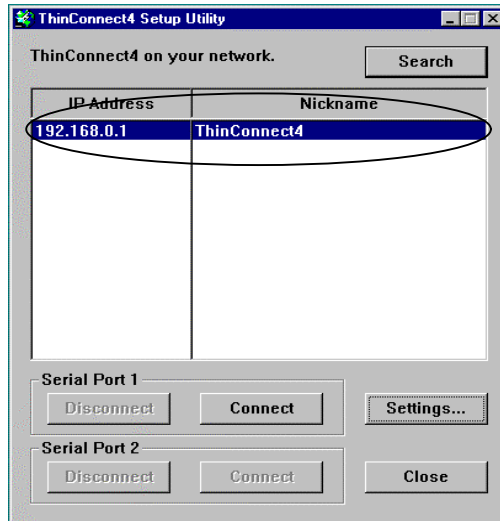 ThinConnect4 Setup Utility
ThinConnect4 on your network.
Search
IP Address Nickname
192.168.0.1 ThinConnect4
Serial Port 1
Disconnect Connect Settings...
Serial Port 2
Disconnect Connect Close